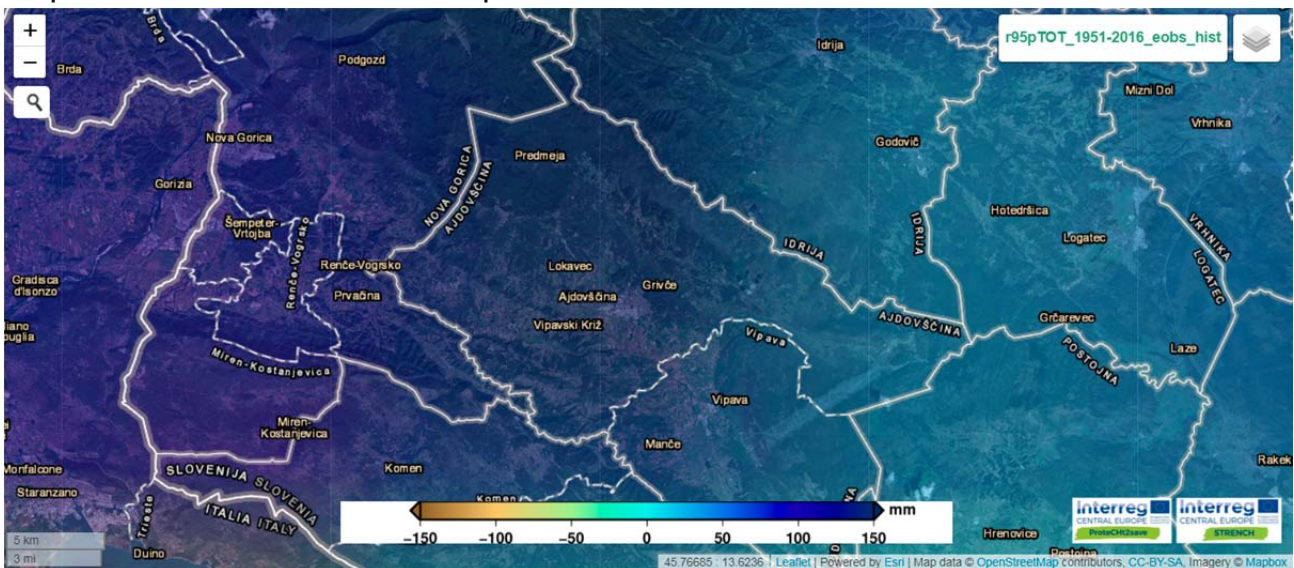 +
−
r95pTOT_1951-2016_eobs_hist
Brda
Brda
Podgozd
Idrija
Mizni Dol
Vrhnika
Nova Gorica
Predmeja
Godovič
Gorizia
NOVA GORICA
AJDOVŠČINA
Šempeter-
Vrtojba
Renče-Vogrsko
Hotedršica
Logatec
IDRIJA
IDRIJA
VRHNIKA
LOGATEC
Renče-Vogrsko
Lokavec
Gradisca
d'Isonzo
Prvačina
Ajdovščina
Grivče
Vipavski Križ
AJDOVŠČINA
Grčarevec
Vipava
POSTOJNA
Laze
Miren-Kostanjevica
Vipava
Miren-
Kostanjevica
Manče
Monfalcone
SLOVENIJA SLOVENIA
ITALIA ITALY
Komen
Rakek
Staranzano
Komen
Trieste
Duino
−150 −100 −50 0 50 100 150 mm
Hrenovice
Postojna
Interreg
CENTRAL EUROPE
ProteCHt2save
Interreg
CENTRAL EUROPE
STRENCH
5 km
3 mi
45.76685 : 13.6236 Leaflet | Powered by Esri | Map data © OpenStreetMap contributors, CC-BY-SA, Imagery © Mapbox